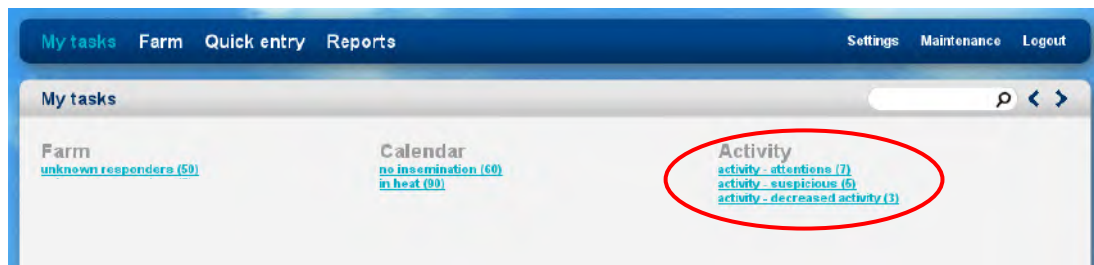 My tasks Farm Quick entry Reports Settings Maintenance Logout
My tasks
Farm
unknown responders (50)
Calendar
no insemination (60)
in heat (90)
Activity
activity - attentions (7)
activity - suspicious (5)
activity - decreased activity (3)